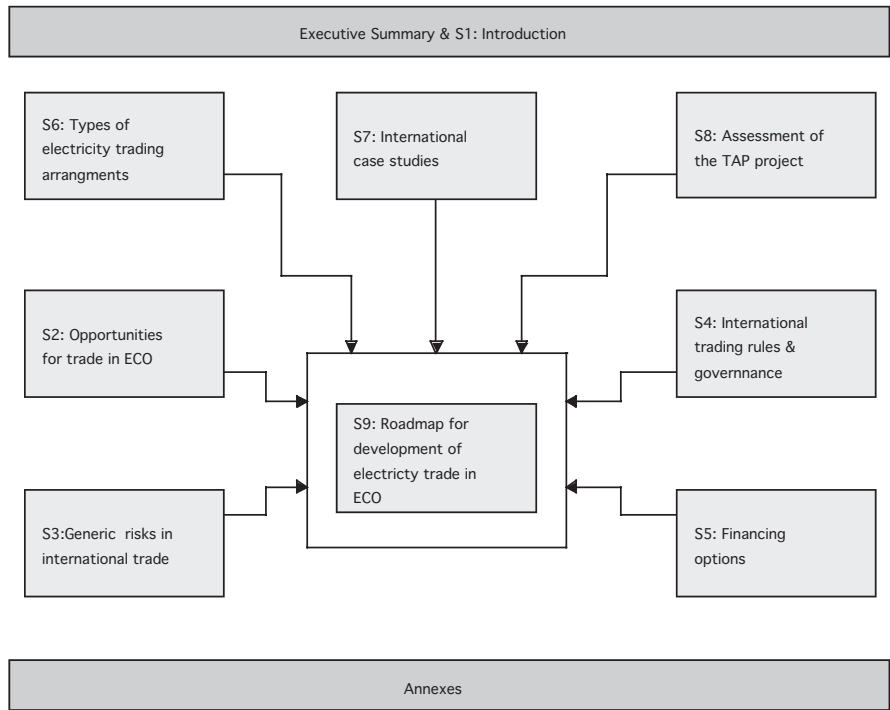 Executive Summary & S1: Introduction
S6: Types of
electricity trading
arrangments
S7: International
case studies
S8: Assessment of
the TAP project
S2: Opportunities
for trade in ECO
S4: International
trading rules &
governnance
S9: Roadmap for
development of
electricty trade in
ECO
S3:Generic risks in
international trade
S5: Financing
options
Annexes